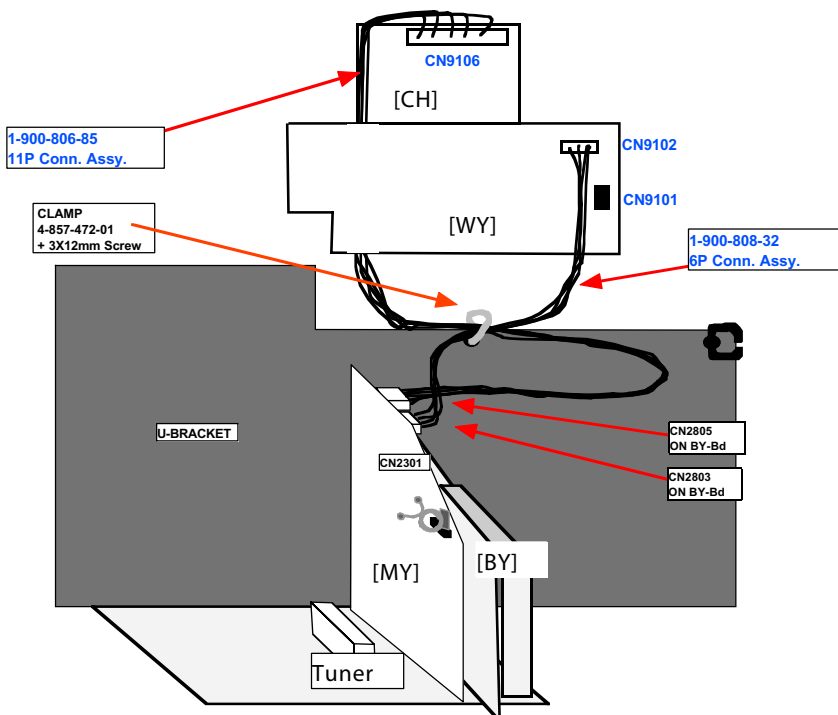 CN9106
[CH]
1-900-806-85
11P Conn. Assy.
CN9102
CN9101
CLAMP
4-857-472-01
+ 3X12mm Screw
[WY]
1-900-808-32
6P Conn. Assy.
U-BRACKET
CN2805
ON BY-Bd
CN2301
CN2803
ON BY-Bd
[MY]
[BY]
Tuner